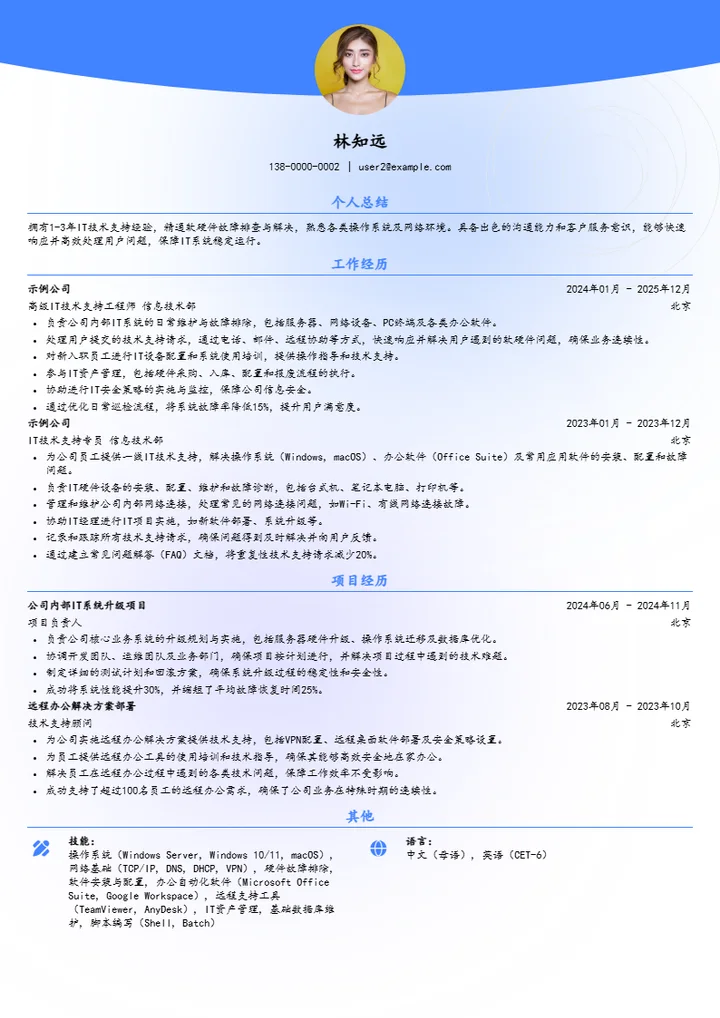 林知远
138-0000-0002 | user2@example.com
个人总结
拥有1-3年IT技术支持经验，精通软硬件故障排查与解决，熟悉各类操作系统及网络环境。具备出色的沟通能力和客户服务意识，能够快速
响应并高效处理用户问题，保障IT系统稳定运行。
工作经历
示例公司 2024年01月 - 2025年12月
高级IT技术支持工程师 信息技术部 北京
• 负责公司内部IT系统的日常维护与故障排除，包括服务器、网络设备、PC终端及各类办公软件。
• 处理用户提交的技术支持请求，通过电话、邮件、远程协助等方式，快速响应并解决用户遇到的软硬件问题，确保业务连续性。
• 对新入职员工进行IT设备配置和系统使用培训，提供操作指导和技术支持。
• 参与IT资产管理，包括硬件采购、入库、配置和报废流程的执行。
• 协助进行IT安全策略的实施与监控，保障公司信息安全。
• 通过优化日常巡检流程，将系统故障率降低15%，提升用户满意度。
示例公司 2023年01月 - 2023年12月
IT技术支持专员 信息技术部 北京
• 为公司员工提供一线IT技术支持，解决操作系统（Windows, macOS）、办公软件（Office Suite）及常用应用软件的安装、配置和故障
问题。
• 负责IT硬件设备的安装、配置、维护和故障诊断，包括台式机、笔记本电脑、打印机等。
• 管理和维护公司内部网络连接，处理常见的网络连接问题，如Wi-Fi、有线网络连接故障。
• 协助IT经理进行IT项目实施，如新软件部署、系统升级等。
• 记录和跟踪所有技术支持请求，确保问题得到及时解决并向用户反馈。
• 通过建立常见问题解答（FAQ）文档，将重复性技术支持请求减少20%。
项目经历
公司内部IT系统升级项目 2024年06月 - 2024年11月
项目负责人 北京
• 负责公司核心业务系统的升级规划与实施，包括服务器硬件升级、操作系统迁移及数据库优化。
• 协调开发团队、运维团队及业务部门，确保项目按计划进行，并解决项目过程中遇到的技术难题。
• 制定详细的测试计划和回滚方案，确保系统升级过程的稳定性和安全性。
• 成功将系统性能提升30%，并缩短了平均故障恢复时间25%。
远程办公解决方案部署 2023年08月 - 2023年10月
技术支持顾问 北京
• 为公司实施远程办公解决方案提供技术支持，包括VPN配置、远程桌面软件部署及安全策略设置。
• 为员工提供远程办公工具的使用培训和技术指导，确保其能够高效安全地在家办公。
• 解决员工在远程办公过程中遇到的各类技术问题，保障工作效率不受影响。
• 成功支持了超过100名员工的远程办公需求，确保了公司业务在特殊时期的连续性。
其他
技能：
操作系统（Windows Server, Windows 10/11, macOS），
网络基础（TCP/IP, DNS, DHCP, VPN），硬件故障排除，
软件安装与配置，办公自动化软件（Microsoft Office
Suite, Google Workspace），远程支持工具
（TeamViewer, AnyDesk），IT资产管理，基础数据库维
护，脚本编写（Shell, Batch）
语言：
中文（母语），英语（CET-6）